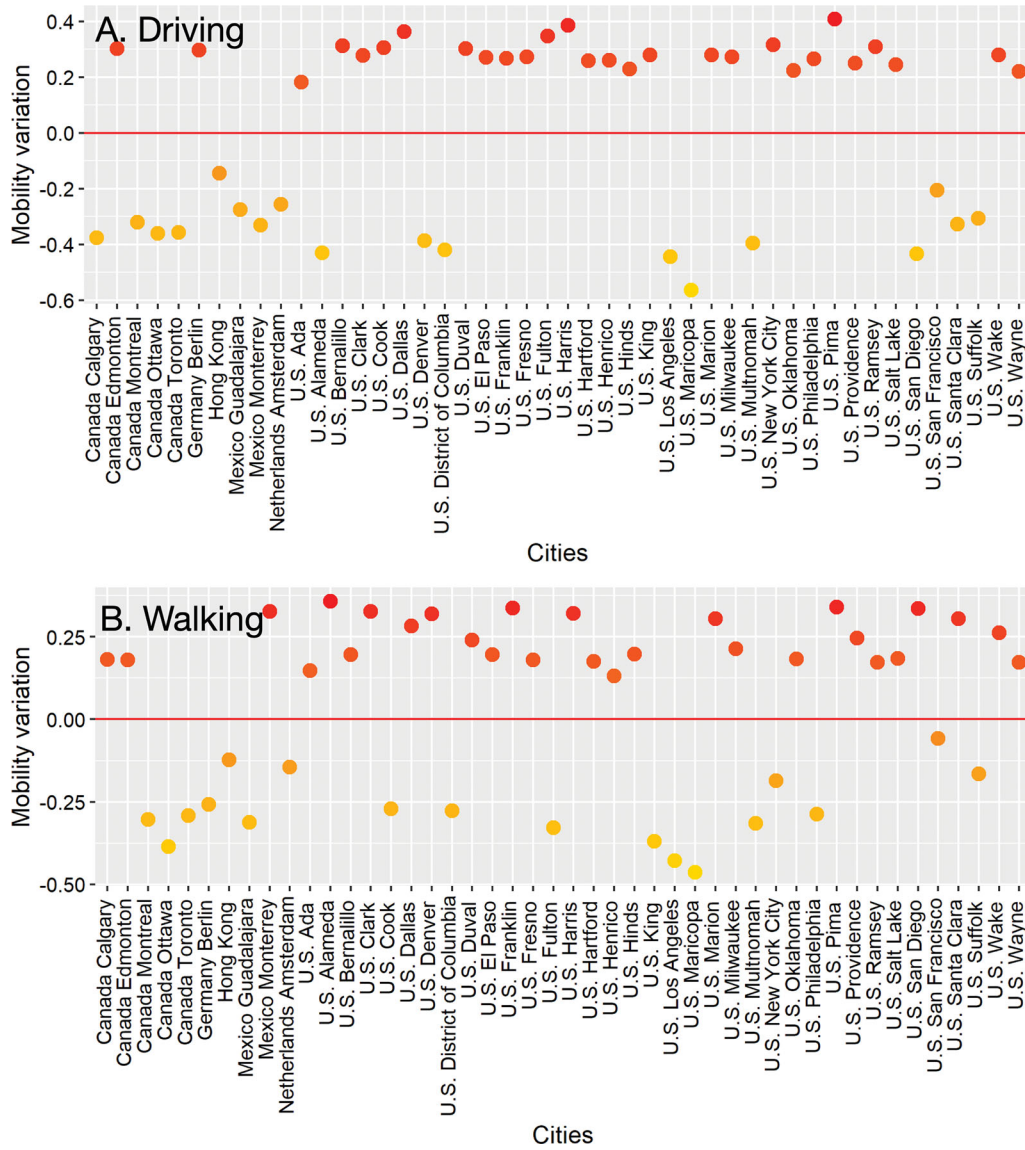 A. Driving
Mobility variation
0.4
0.2
0.0
-0.2
-0.4
-0.6
Canada Calgary
Canada Edmonton
Canada Montreal
Canada Ottawa
Canada Toronto
Germany Berlin
Hong Kong
Mexico Guadalajara
Mexico Monterrey
Netherlands Amsterdam
U.S. Ada
U.S. Alameda
U.S. Bernalillo
U.S. Clark
U.S. Cook
U.S. Dallas
U.S. Denver
U.S. District of Columbia
U.S. Duval
U.S. El Paso
U.S. Franklin
U.S. Fresno
U.S. Fulton
U.S. Harris
U.S. Hartford
U.S. Henrico
U.S. Hinds
U.S. King
U.S. Los Angeles
U.S. Maricopa
U.S. Marion
U.S. Milwaukee
U.S. Multnomah
U.S. New York City
U.S. Oklahoma
U.S. Philadelphia
U.S. Pima
U.S. Providence
U.S. Ramsey
U.S. Salt Lake
U.S. San Diego
U.S. San Francisco
U.S. Santa Clara
U.S. Suffolk
U.S. Wake
U.S. Wayne
Cities
B. Walking
Mobility variation
0.25
0.00
-0.25
-0.50
Canada Calgary
Canada Edmonton
Canada Montreal
Canada Ottawa
Canada Toronto
Germany Berlin
Hong Kong
Mexico Guadalajara
Mexico Monterrey
Netherlands Amsterdam
U.S. Ada
U.S. Alameda
U.S. Bernalillo
U.S. Clark
U.S. Cook
U.S. Dallas
U.S. Denver
U.S. District of Columbia
U.S. Duval
U.S. El Paso
U.S. Franklin
U.S. Fresno
U.S. Fulton
U.S. Harris
U.S. Hartford
U.S. Henrico
U.S. Hinds
U.S. King
U.S. Los Angeles
U.S. Maricopa
U.S. Marion
U.S. Milwaukee
U.S. Multnomah
U.S. New York City
U.S. Oklahoma
U.S. Philadelphia
U.S. Pima
U.S. Providence
U.S. Ramsey
U.S. Salt Lake
U.S. San Diego
U.S. San Francisco
U.S. Santa Clara
U.S. Suffolk
U.S. Wake
U.S. Wayne
Cities